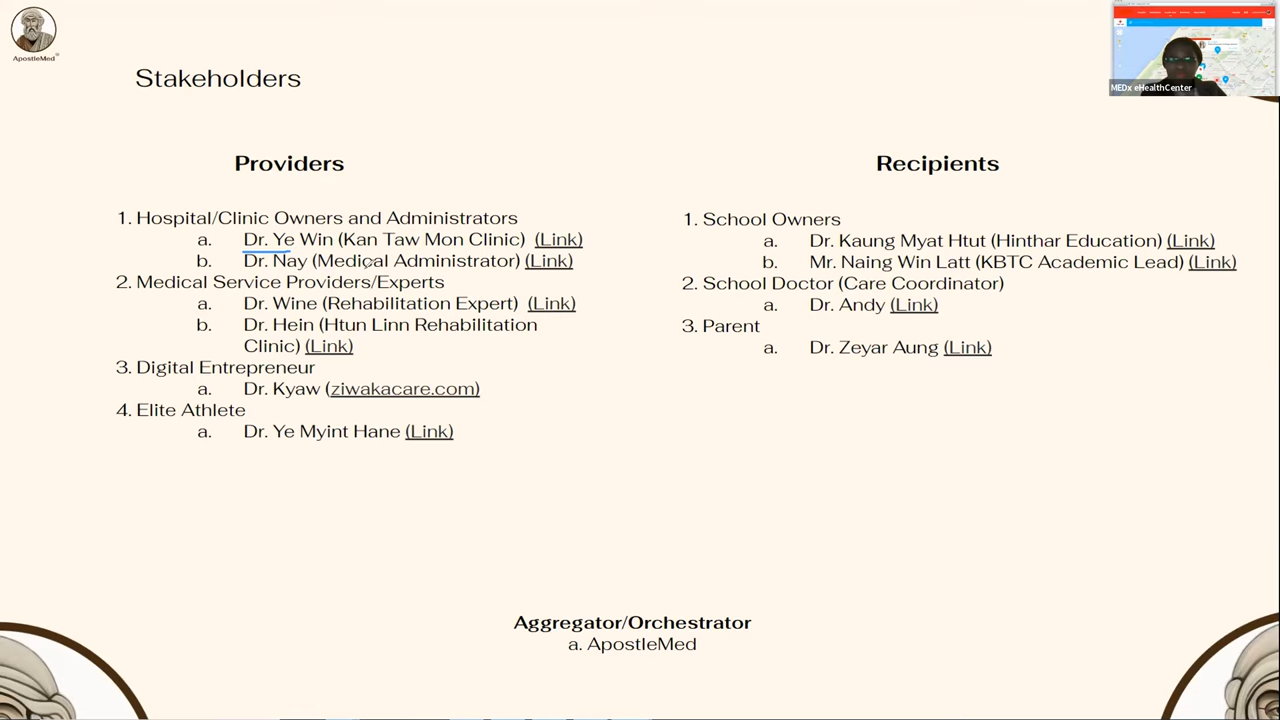 ApostleMed
Stakeholders
MEDx eHealthCenter
Providers
1. Hospital/Clinic Owners and Administrators
a. Dr. Ye Win (Kan Taw Mon Clinic) (Link)
b. Dr. Nay (Medical Administrator) (Link)
2. Medical Service Providers/Experts
a. Dr. Wine (Rehabilitation Expert) (Link)
b. Dr. Hein (Htun Linn Rehabilitation
Clinic) (Link)
3. Digital Entrepreneur
a. Dr. Kyaw (ziwakacare.com)
4. Elite Athlete
a. Dr. Ye Myint Hane (Link)
Recipients
1. School Owners
a. Dr. Kaung Myat Htut (Hinthar Education) (Link)
b. Mr. Naing Win Latt (KBTC Academic Lead) (Link)
2. School Doctor (Care Coordinator)
a. Dr. Andy (Link)
3. Parent
a. Dr. Zeyar Aung (Link)
Aggregator/Orchestrator
a. ApostleMed